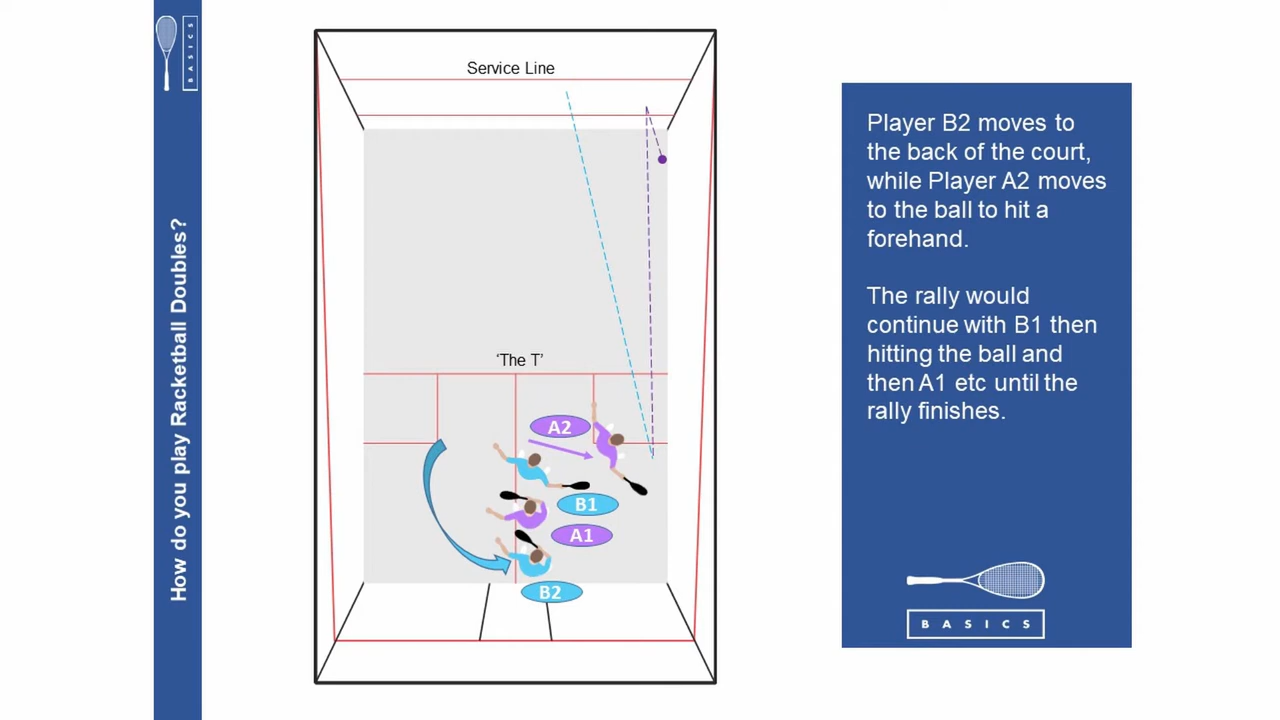 BASICS
How do you play Racketball Doubles?
Service Line
‘The T’
A2
B1
A1
B2
Player B2 moves to
the back of the court,
while Player A2 moves
to the ball to hit a
forehand.
The rally would
continue with B1 then
hitting the ball and
then A1 etc until the
rally finishes.
BASICS